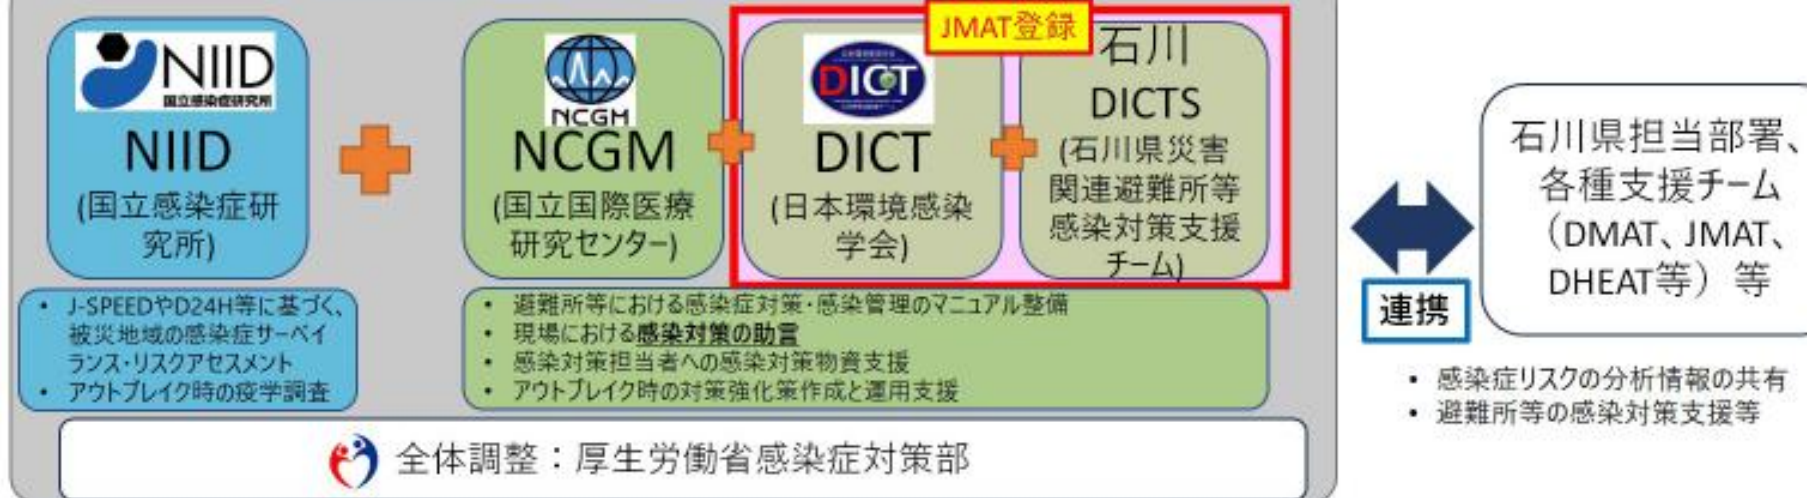 JMAT登録
NIID
国立感染症研究所
NIID
(国立感染症研
究所)
NCGM
NCGM
(国立国際医療
研究センター)
DICT
DICT
(日本環境感染
学会)
石川
DICTS
(石川県災害
関連避難所等
感染対策支援
チーム)
• J-SPEEDやD24H等に基づく、
被災地域の感染症サーベイ
ランス・リスクアセスメント
• アウトブレイク時の疫学調査
• 避難所等における感染症対策・感染管理のマニュアル整備
• 現場における感染対策の助言
• 感染対策担当者への感染対策物資支援
• アウトブレイク時の対策強化策作成と運用支援
全体調整：厚生労働省感染症対策部
連携
石川県担当部署、
各種支援チーム
（DMAT、JMAT、
DHEAT等）等
• 感染症リスクの分析情報の共有
• 避難所等の感染対策支援等